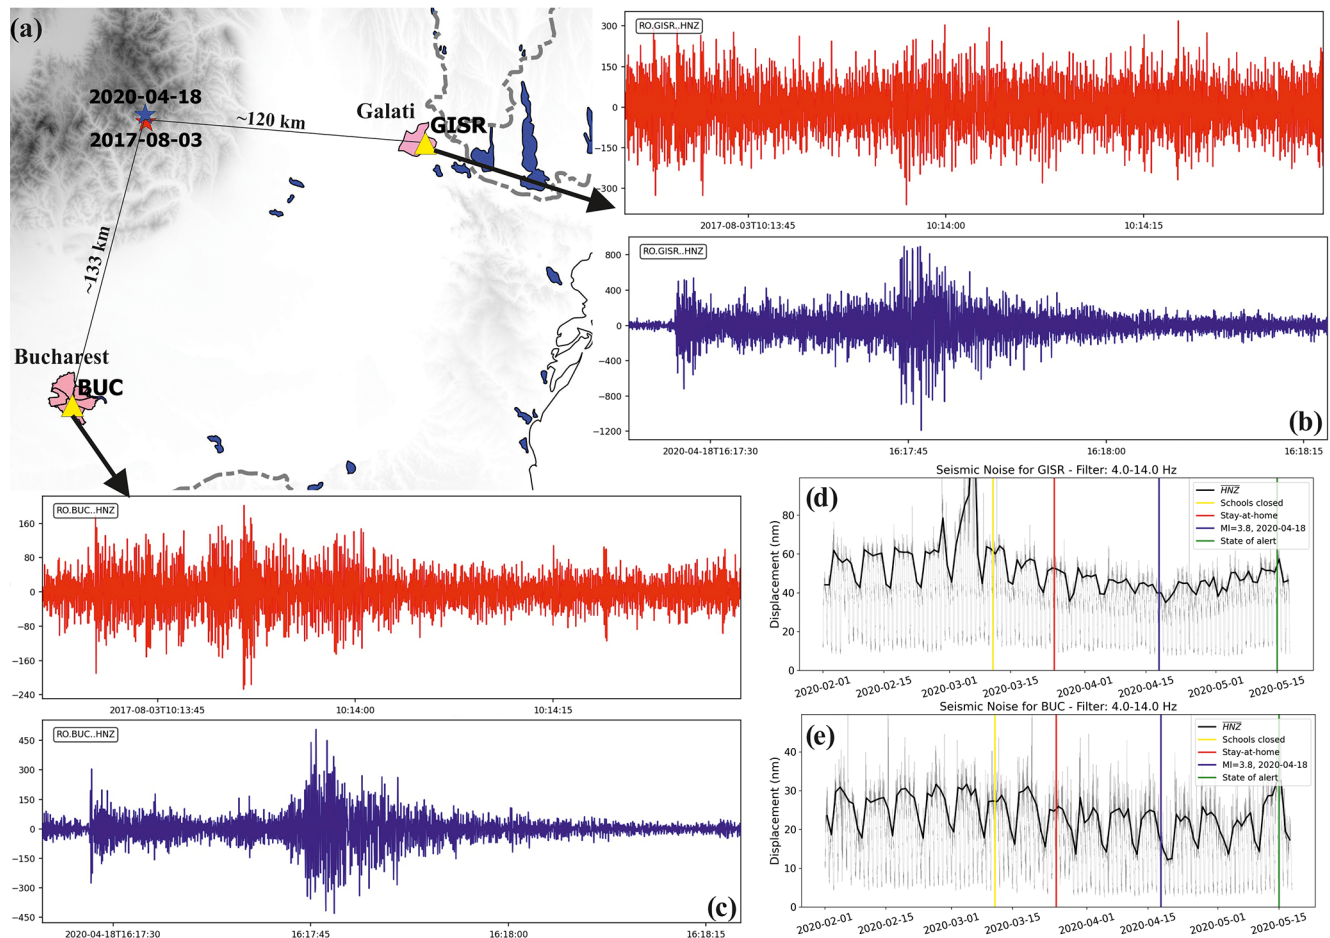 (a)
2020-04-18
2017-08-03
~120 km
Galati
GISR
~133 km
Bucharest
BUC
RO.GISR..HNZ
300
150
0
−150
−300
2017-08-03T10:13:45
10:14:00
10:14:15
RO.GISR..HNZ
800
400
0
−400
−800
−1200
2020-04-18T16:17:30
16:17:45
16:18:00
16:18:15
(b)
RO.BUC..HNZ
160
80
0
−80
−160
−240
2017-08-03T10:13:45
10:14:00
10:14:15
RO.BUC..HNZ
450
300
150
0
−150
−300
−450
2020-04-18T16:17:30
16:17:45
16:18:00
16:18:15
(c)
Seismic Noise for GISR - Filter: 4.0-14.0 Hz
(d)
Displacement (nm)
80
60
40
20
0
HNZ
Schools closed
Stay-at-home
Ml=3.8, 2020-04-18
State of alert
2020-02-01
2020-02-15
2020-03-01
2020-03-15
2020-04-01
2020-04-15
2020-05-01
2020-05-15
Seismic Noise for BUC - Filter: 4.0-14.0 Hz
(e)
Displacement (nm)
40
30
20
10
0
HNZ
Schools closed
Stay-at-home
Ml=3.8, 2020-04-18
State of alert
2020-02-01
2020-02-15
2020-03-01
2020-03-15
2020-04-01
2020-04-15
2020-05-01
2020-05-15